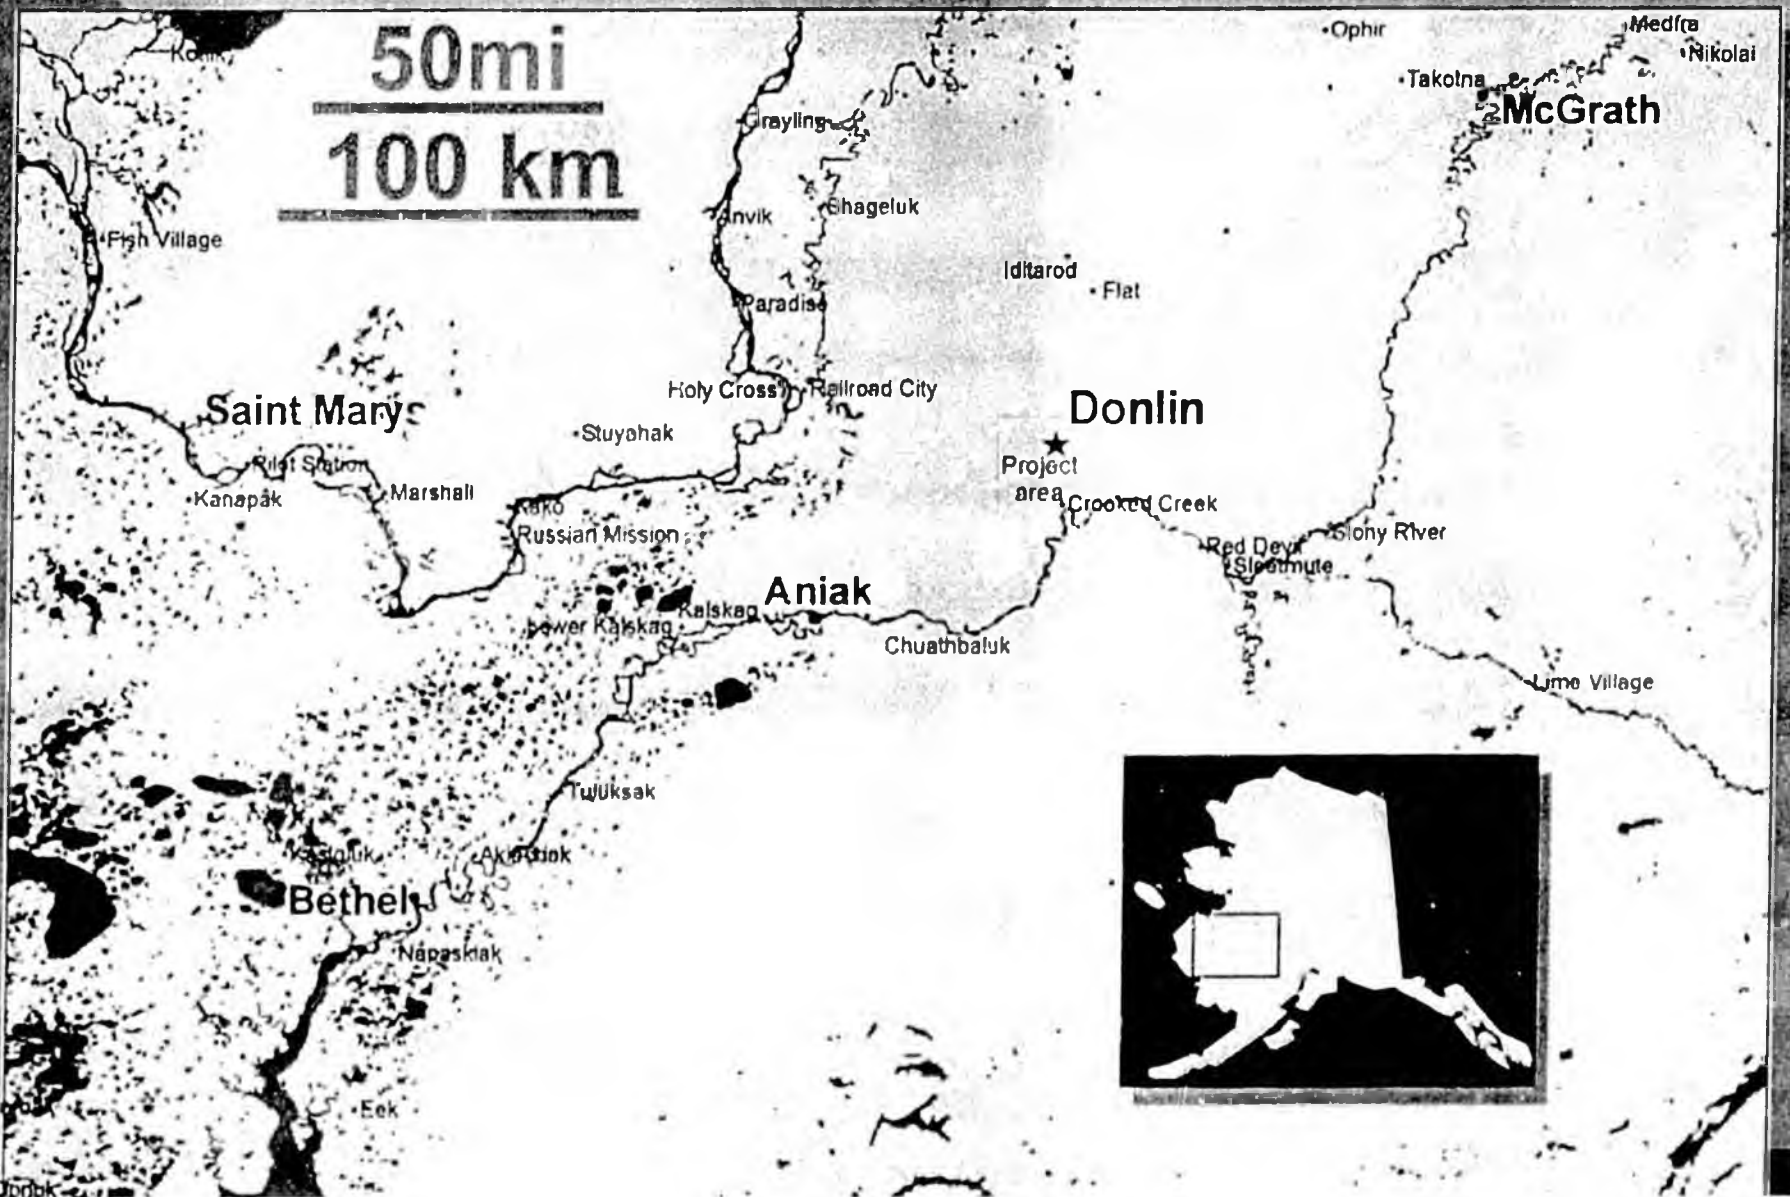 50mi
100 km
Ophir
Medfra
Nikolai
Takotna
McGrath
Grayling
Anvik
Shageluk
Fish Village
Iditarod
Flat
Paradise
Holy Cross
Railroad City
Saint Marys
Donlin
Stuyahak
Pilot Station
Project
area
Kanapak
Marshall
Crooked Creek
Kako
Russian Mission
Stony River
Red Devil
Sleetmute
Aniak
Kalskag
Lower Kalskag
Chuathbaluk
Lime Village
Tuluksak
Kasigluk
Bethel
Napaskiak
Eek